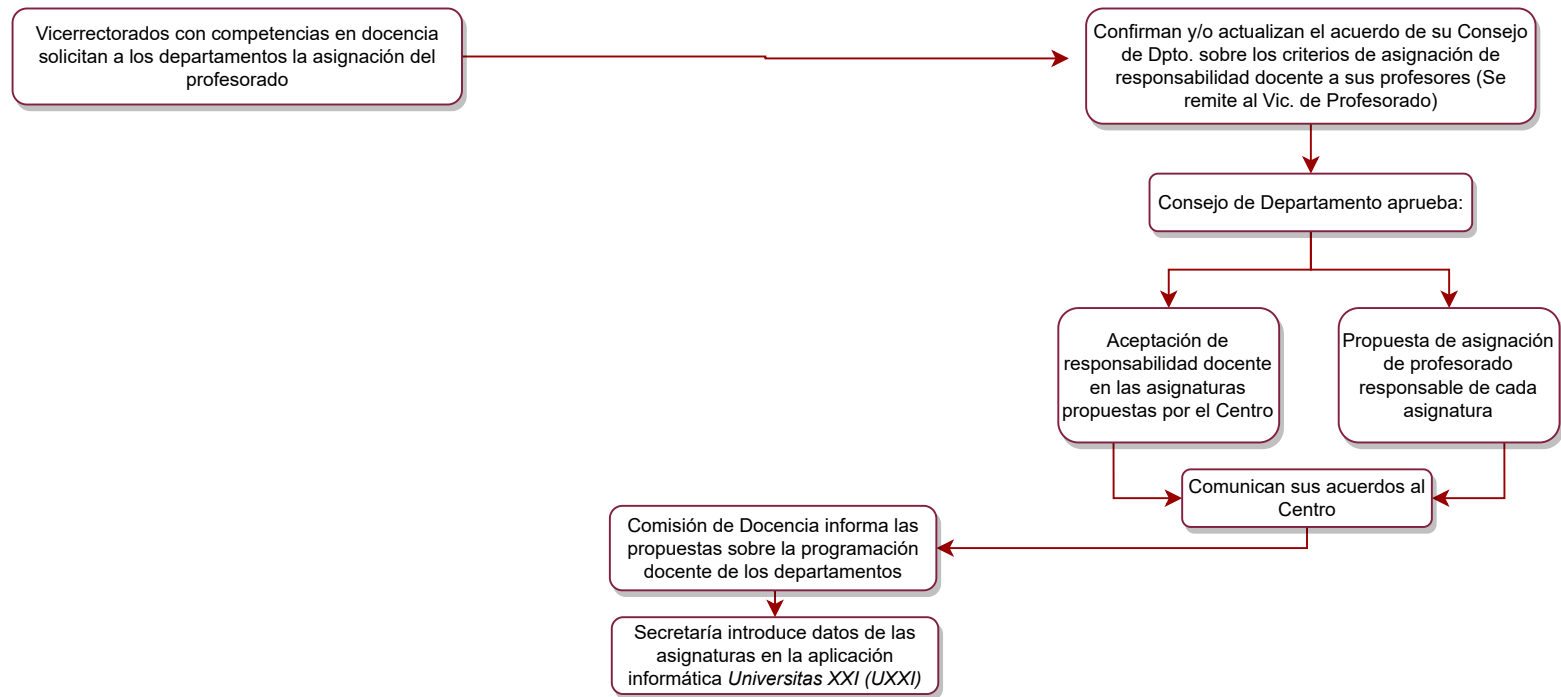 Vicerrectorados con competencias en docencia
solicitan a los departamentos la asignación del
profesorado
Confirman y/o actualizan el acuerdo de su Consejo
de Dpto. sobre los criterios de asignación de
responsabilidad docente a sus profesores (Se
remite al Vic. de Profesorado)
Consejo de Departamento aprueba:
Aceptación de
responsabilidad docente
en las asignaturas
propuestas por el Centro
Propuesta de asignación
de profesorado
responsable de cada
asignatura
Comunican sus acuerdos al
Centro
Comisión de Docencia informa las
propuestas sobre la programación
docente de los departamentos
Secretaría introduce datos de las
asignaturas en la aplicación
informática Universitas XXI (UXXI)